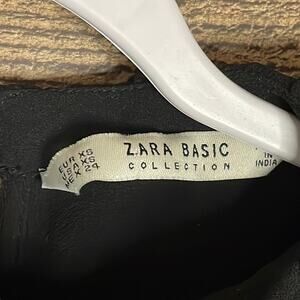 EUR XS
USA XS
MEX 24
ZARA BASIC
COLLECTION
IN
INDIA